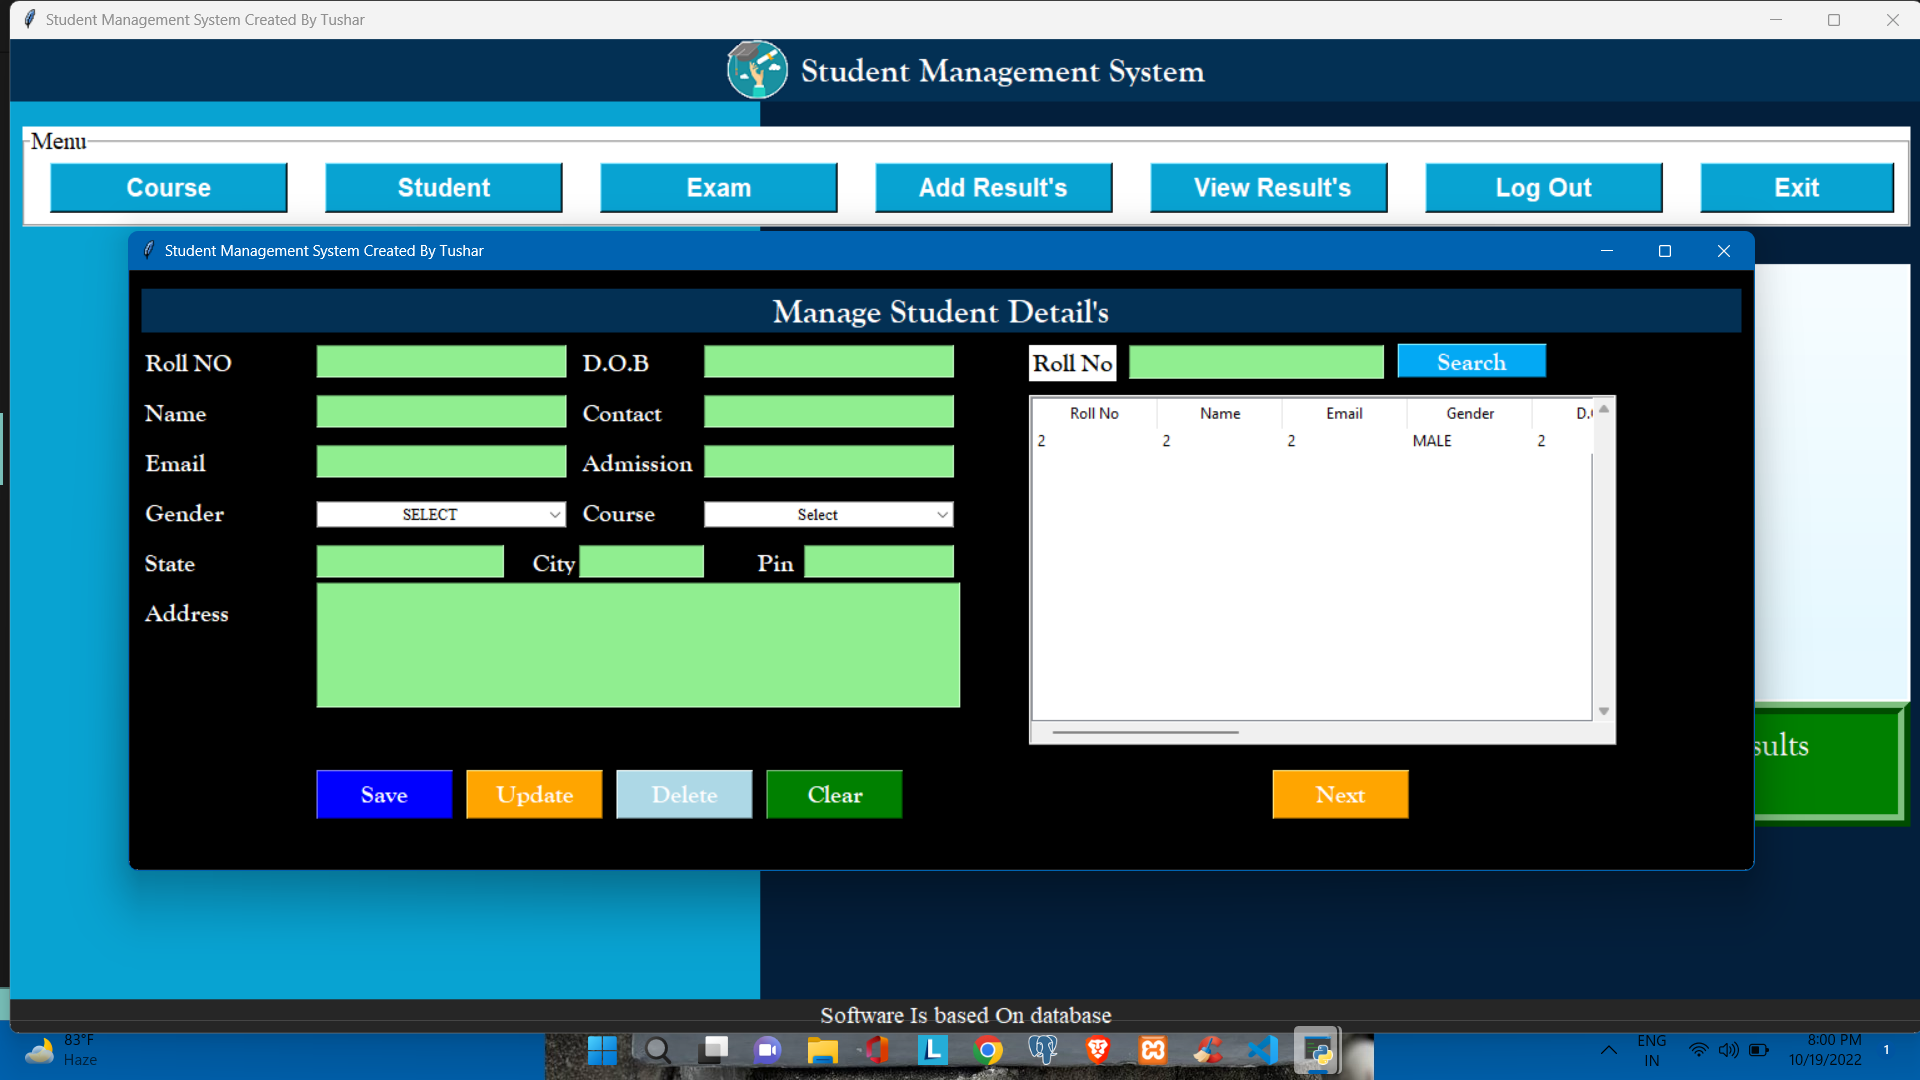 Student Management System Created By Tushar
Student Management System
Menu
Course Student Exam Add Result's View Result's Log Out Exit
Student Management System Created By Tushar
Manage Student Detail's
Roll NO D.O.B Roll No Search
Name Contact
Roll No Name Email Gender D.
2 2 2 MALE 2
Email Admission
Gender SELECT Course Select
State City Pin
Address
sults
Save Update Delete Clear Next
Software Is based On database
83°F
Haze
L
ENG
IN
8:00 PM
10/19/2022
1